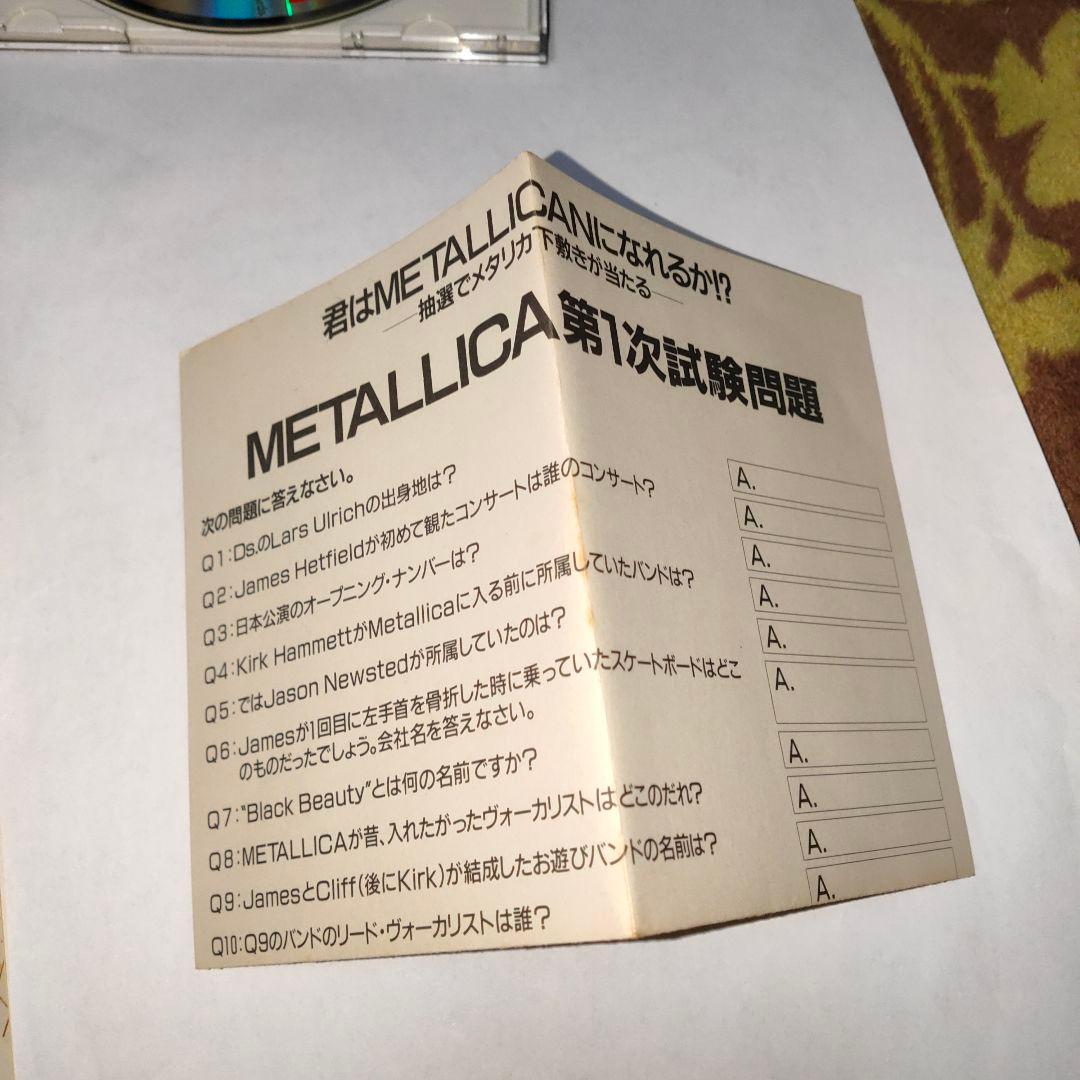 君はMETALLICANになれるか!?
——抽選でメタリカ下敷きが当たる——
METALLICA第1次試験問題
次の問題に答えなさい。
Q1:Ds.のLars Ulrichの出身地は? A.
Q2:James Hetfieldが初めて観たコンサートは誰のコンサート? A.
Q3:日本公演のオープニング・ナンバーは? A.
Q4:Kirk HammettがMetallicaに入る前に所属していたバンドは? A.
Q5:ではJason Newstedが所属していたのは? A.
Q6:Jamesが1回目に左手首を骨折した時に乗っていたスケートボードはどこ A.
のものだったでしょう。会社名を答えなさい。
Q7:"Black Beauty"とは何の名前ですか? A.
Q8:METALLICAが昔、入れたがったヴォーカリストはどこのだれ? A.
Q9:JamesとCliff(後にKirk)が結成したお遊びバンドの名前は? A.
Q10:Q9のバンドのリード・ヴォーカリストは誰? A.